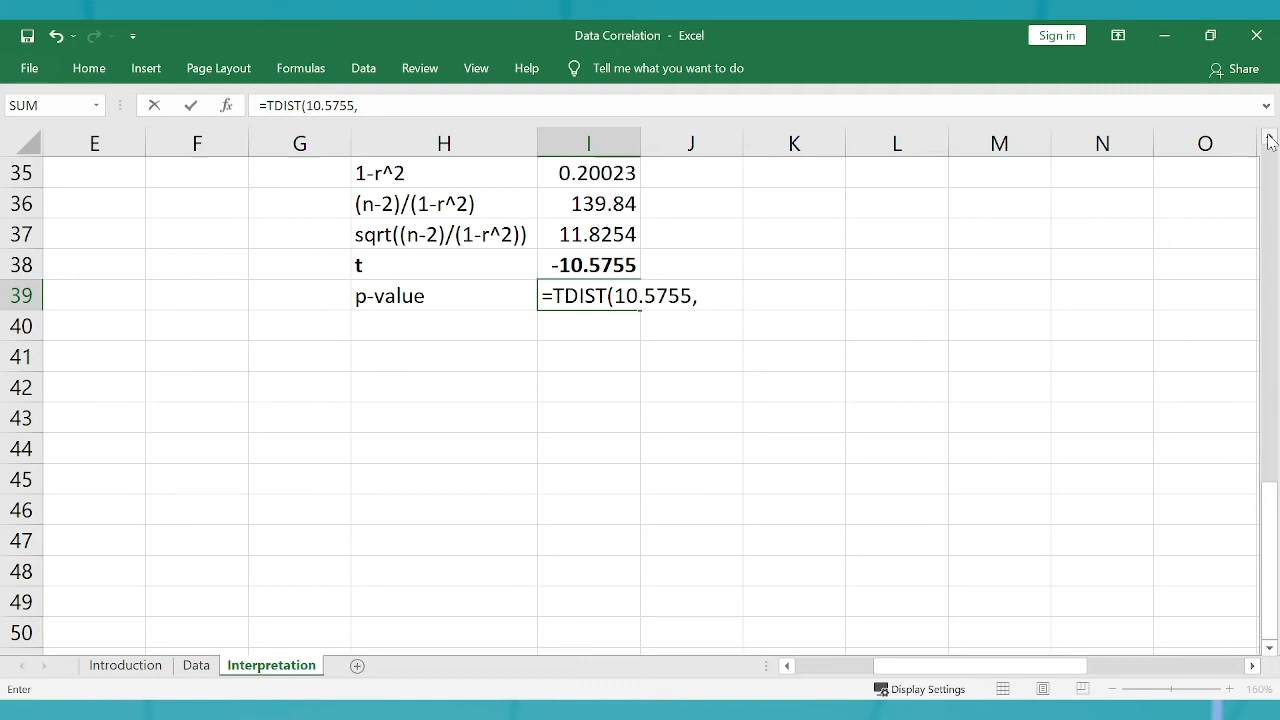 Data Correlation - Excel
Sign in
File Home Insert Page Layout Formulas Data Review View Help Tell me what you want to do Share
SUM fx =TDIST(10.5755,
E F G H I J K L M N O
35 1-r^2 0.20023
36 (n-2)/(1-r^2) 139.84
37 sqrt((n-2)/(1-r^2)) 11.8254
38 t -10.5755
39 p-value =TDIST(10.5755,
40
41
42
43
44
45
46
47
48
49
50
Introduction Data Interpretation
Enter Display Settings 160%